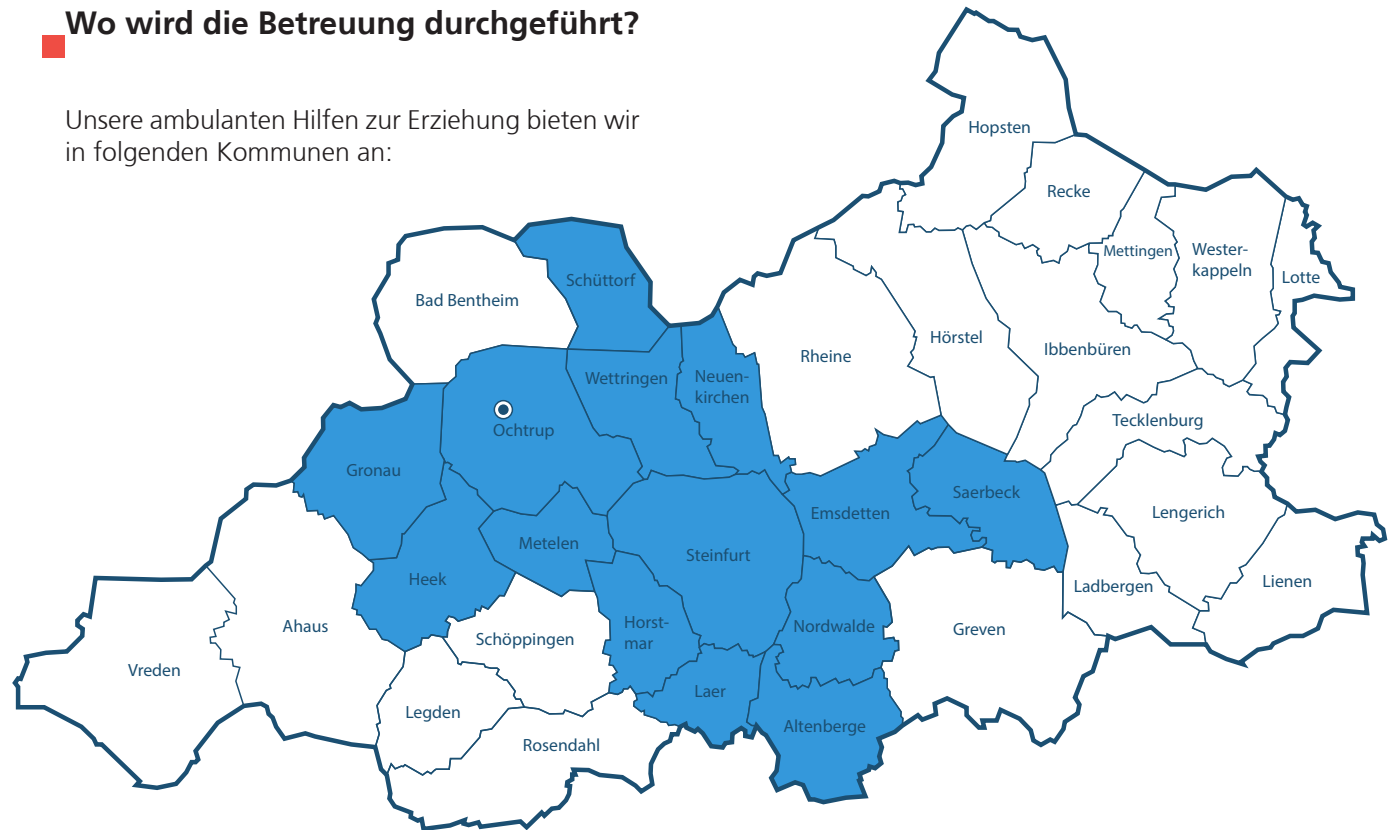 Wo wird die Betreuung durchgeführt?
Unsere ambulanten Hilfen zur Erziehung bieten wir
in folgenden Kommunen an:
Hopsten
Recke
Mettingen
Wester-
kappeln
Lotte
Schüttorf
Bad Bentheim
Rheine
Hörstel
Ibbenbüren
Wettringen
Neuen-
kirchen
Ochtrup
Tecklenburg
Gronau
Saerbeck
Emsdetten
Lengerich
Metelen
Steinfurt
Heek
Ladbergen
Lienen
Ahaus
Schöppingen
Horst-
mar
Nordwalde
Greven
Vreden
Laer
Legden
Altenberge
Rosendahl